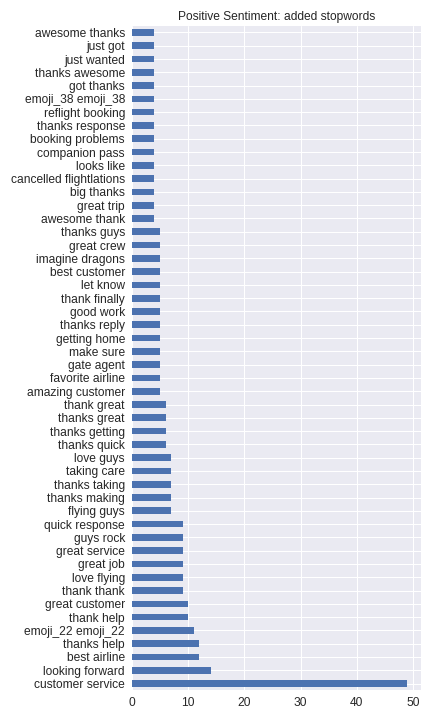 Positive Sentiment: added stopwords
awesome thanks
just got
just wanted
thanks awesome
got thanks
emoji_38 emoji_38
reflight booking
thanks response
booking problems
companion pass
looks like
cancelled flightlations
big thanks
great trip
awesome thank
thanks guys
great crew
imagine dragons
best customer
let know
thank finally
good work
thanks reply
getting home
make sure
gate agent
favorite airline
amazing customer
thank great
thanks great
thanks getting
thanks quick
love guys
taking care
thanks taking
thanks making
flying guys
quick response
guys rock
great service
great job
love flying
thank thank
great customer
thank help
emoji_22 emoji_22
thanks help
best airline
looking forward
customer service
0 10 20 30 40 50